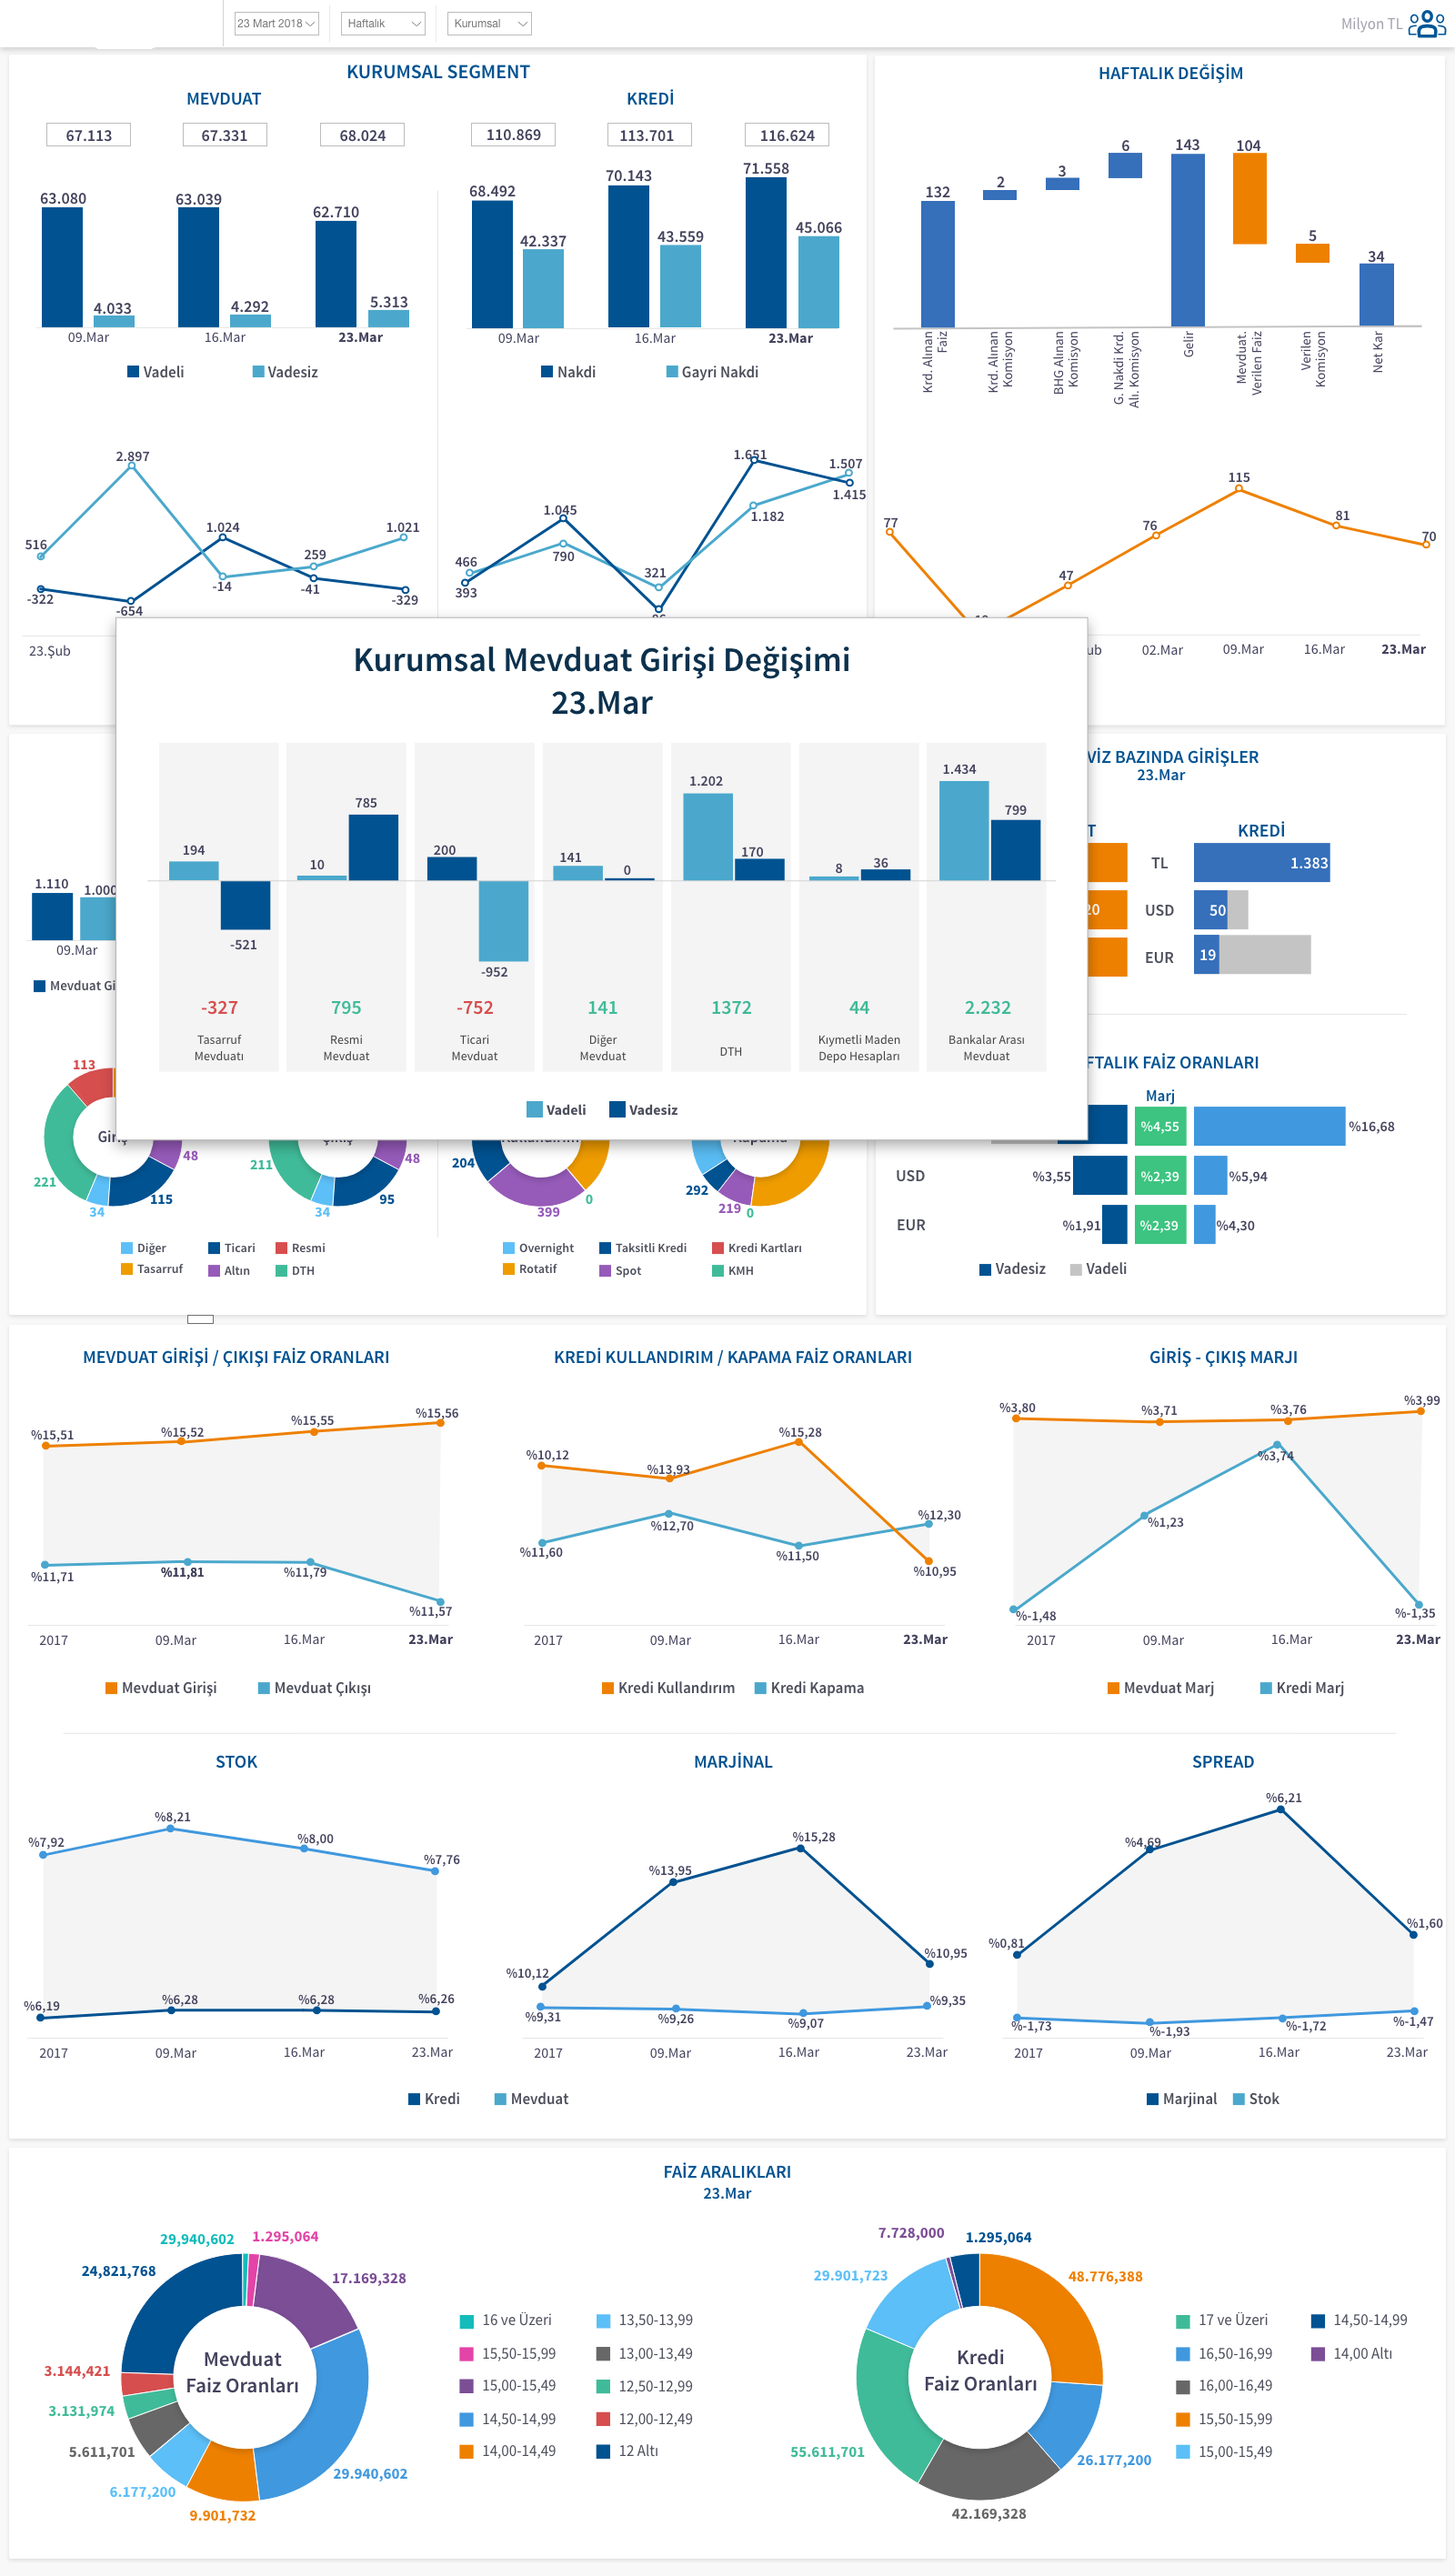 23 Mart 2018
Haftalık
Kurumsal
Milyon TL
KURUMSAL SEGMENT
MEVDUAT
KREDİ
67.113
67.331
68.024
110.869
113.701
116.624
63.080
4.033
63.039
4.292
62.710
5.313
68.492
42.337
70.143
43.559
71.558
45.066
09.Mar
16.Mar
23.Mar
09.Mar
16.Mar
23.Mar
Vadeli
Vadesiz
Nakdi
Gayri Nakdi
516
2.897
1.024
-14
259
-41
1.021
-329
-322
-654
466
393
1.045
790
321
1.651
1.182
1.507
1.415
23.Şub
HAFTALIK DEĞİŞİM
132
2
3
6
143
104
5
34
Krd. Alınan
Faiz
Krd. Alınan
Komisyon
BHG Alınan
Komisyon
G. Nakdi Krd.
Alı. Komisyon
Gelir
Mevduat.
Verilen Faiz
Verilen
Komisyon
Net Kar
77
47
76
115
81
70
ub
02.Mar
09.Mar
16.Mar
23.Mar
Kurumsal Mevduat Girişi Değişimi
23.Mar
194
-521
10
785
200
-952
141
0
1.202
170
8
36
1.434
799
-327
795
-752
141
1372
44
2.232
Tasarruf
Mevduatı
Resmi
Mevduat
Ticari
Mevduat
Diğer
Mevduat
DTH
Kıymetli Maden
Depo Hesapları
Bankalar Arası
Mevduat
Vadeli
Vadesiz
1.110
1.000
09.Mar
Mevduat Gi
113
221
34
115
48
211
34
95
48
204
399
0
292
219
0
Diğer
Ticari
Resmi
Tasarruf
Altın
DTH
Overnight
Taksitli Kredi
Kredi Kartları
Rotatif
Spot
KMH
VİZ BAZINDA GİRİŞLER
23.Mar
T
KREDİ
TL
1.383
20
USD
50
EUR
19
FTALIK FAİZ ORANLARI
Marj
%4,55
%16,68
USD
%3,55
%2,39
%5,94
EUR
%1,91
%2,39
%4,30
Vadesiz
Vadeli
MEVDUAT GİRİŞİ / ÇIKIŞI FAİZ ORANLARI
%15,51
%15,52
%15,55
%15,56
%11,71
%11,81
%11,79
%11,57
2017
09.Mar
16.Mar
23.Mar
Mevduat Girişi
Mevduat Çıkışı
KREDİ KULLANDIRIM / KAPAMA FAİZ ORANLARI
%10,12
%13,93
%15,28
%12,30
%11,60
%12,70
%11,50
%10,95
2017
09.Mar
16.Mar
23.Mar
Kredi Kullandırım
Kredi Kapama
GİRİŞ - ÇIKIŞ MARJI
%3,80
%3,71
%3,76
%3,99
%3,74
%1,23
%-1,48
%-1,35
2017
09.Mar
16.Mar
23.Mar
Mevduat Marj
Kredi Marj
STOK
%7,92
%8,21
%8,00
%7,76
%6,19
%6,28
%6,28
%6,26
2017
09.Mar
16.Mar
23.Mar
MARJİNAL
%10,12
%13,95
%15,28
%10,95
%9,31
%9,26
%9,07
%9,35
2017
09.Mar
16.Mar
23.Mar
Kredi
Mevduat
SPREAD
%0,81
%4,69
%6,21
%1,60
%-1,73
%-1,93
%-1,72
%-1,47
2017
09.Mar
16.Mar
23.Mar
Marjinal
Stok
FAİZ ARALIKLARI
23.Mar
29,940,602
1.295,064
24,821,768
17.169,328
3.144,421
3.131,974
5.611,701
6.177,200
9.901,732
29.940,602
Mevduat
Faiz Oranları
16 ve Üzeri
15,50-15,99
15,00-15,49
14,50-14,99
14,00-14,49
13,50-13,99
13,00-13,49
12,50-12,99
12,00-12,49
12 Altı
7.728,000
1.295,064
29.901,723
48.776,388
55.611,701
26.177,200
42.169,328
Kredi
Faiz Oranları
17 ve Üzeri
16,50-16,99
16,00-16,49
15,50-15,99
15,00-15,49
14,50-14,99
14,00 Altı